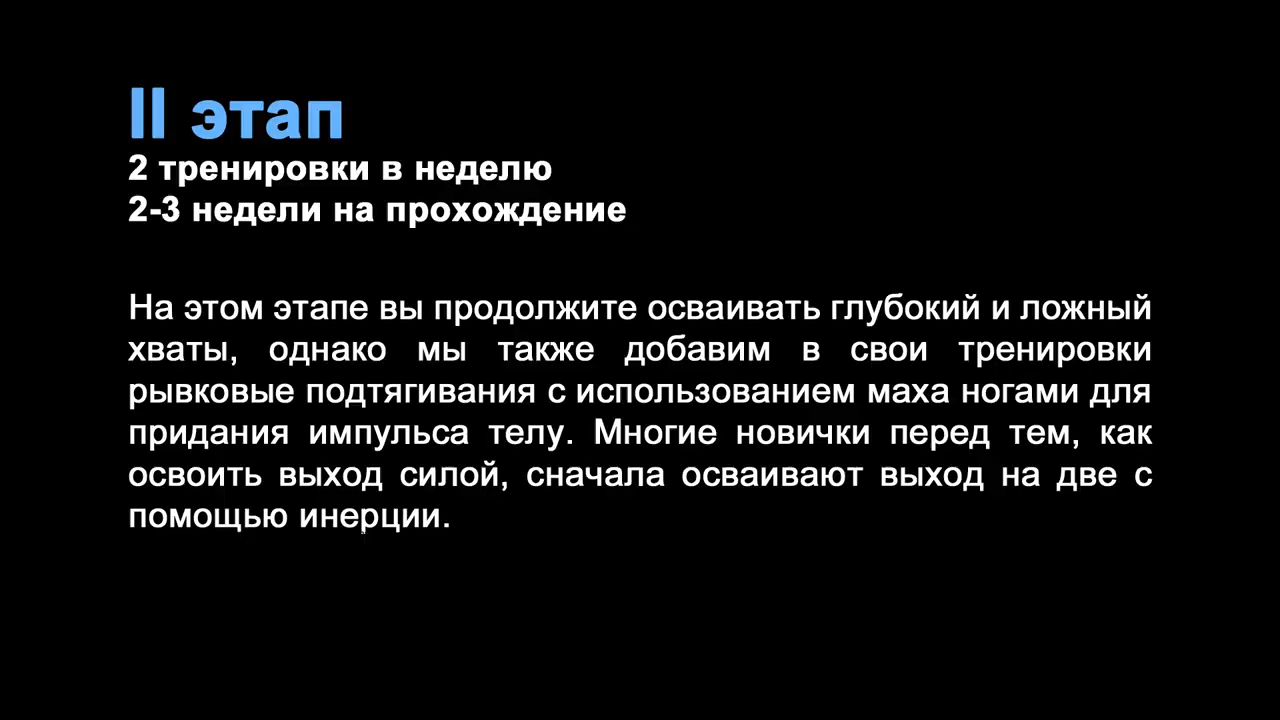 II этап
2 тренировки в неделю
2-3 недели на прохождение
На этом этапе вы продолжите осваивать глубокий и ложный
хваты, однако мы также добавим в свои тренировки
рывковые подтягивания с использованием маха ногами для
придания импульса телу. Многие новички перед тем, как
освоить выход силой, сначала осваивают выход на две с
помощью инерции.